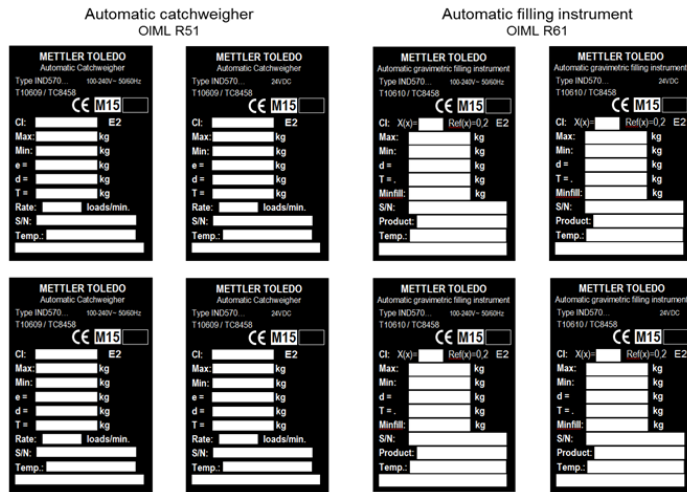 Automatic catchweigher
OIML R51
Automatic filling instrument
OIML R61
METTLER TOLEDO
Automatic Catchweigher
Type IND570... 100-240V~ 50/60Hz
T10609 / TC8458
CE M15
Cl: E2
Max: kg
Min: kg
e = kg
d = kg
T = kg
Rate: loads/min.
S/N:
Temp.:
METTLER TOLEDO
Automatic Catchweigher
Type IND570... 24VDC
T10609 / TC8458
CE M15
Cl: E2
Max: kg
Min: kg
e = kg
d = kg
T = kg
Rate: loads/min.
S/N:
Temp.:
METTLER TOLEDO
Automatic gravimetric filling instrument
Type IND570... 100-240V~ 50/60Hz
T10610 / TC8458
CE M15
Cl: X(x)= Ref(x)=0,2 E2
Max: kg
Min: kg
d = kg
T = . kg
Minfill: kg
S/N:
Product:
Temp.:
METTLER TOLEDO
Automatic gravimetric filling instrument
Type IND570... 24VDC
T10610 / TC8458
CE M15
Cl: X(x)= Ref(x)=0,2 E2
Max: kg
Min: kg
d = kg
T = . kg
Minfill: kg
S/N:
Product:
Temp.:
METTLER TOLEDO
Automatic Catchweigher
Type IND570... 100-240V~ 50/60Hz
T10609 / TC8458
CE M15
Cl: E2
Max: kg
Min: kg
e = kg
d = kg
T = kg
Rate: loads/min.
S/N:
Temp.:
METTLER TOLEDO
Automatic Catchweigher
Type IND570... 24VDC
T10609 / TC8458
CE M15
Cl: E2
Max: kg
Min: kg
e = kg
d = kg
T = kg
Rate: loads/min.
S/N:
Temp.:
METTLER TOLEDO
Automatic gravimetric filling instrument
Type IND570... 100-240V~ 50/60Hz
T10610 / TC8458
CE M15
Cl: X(x)= Ref(x)=0,2 E2
Max: kg
Min: kg
d = kg
T = . kg
Minfill: kg
S/N:
Product:
Temp.:
METTLER TOLEDO
Automatic gravimetric filling instrument
Type IND570... 24VDC
T10610 / TC8458
CE M15
Cl: X(x)= Ref(x)=0,2 E2
Max: kg
Min: kg
d = kg
T = . kg
Minfill: kg
S/N:
Product:
Temp.: